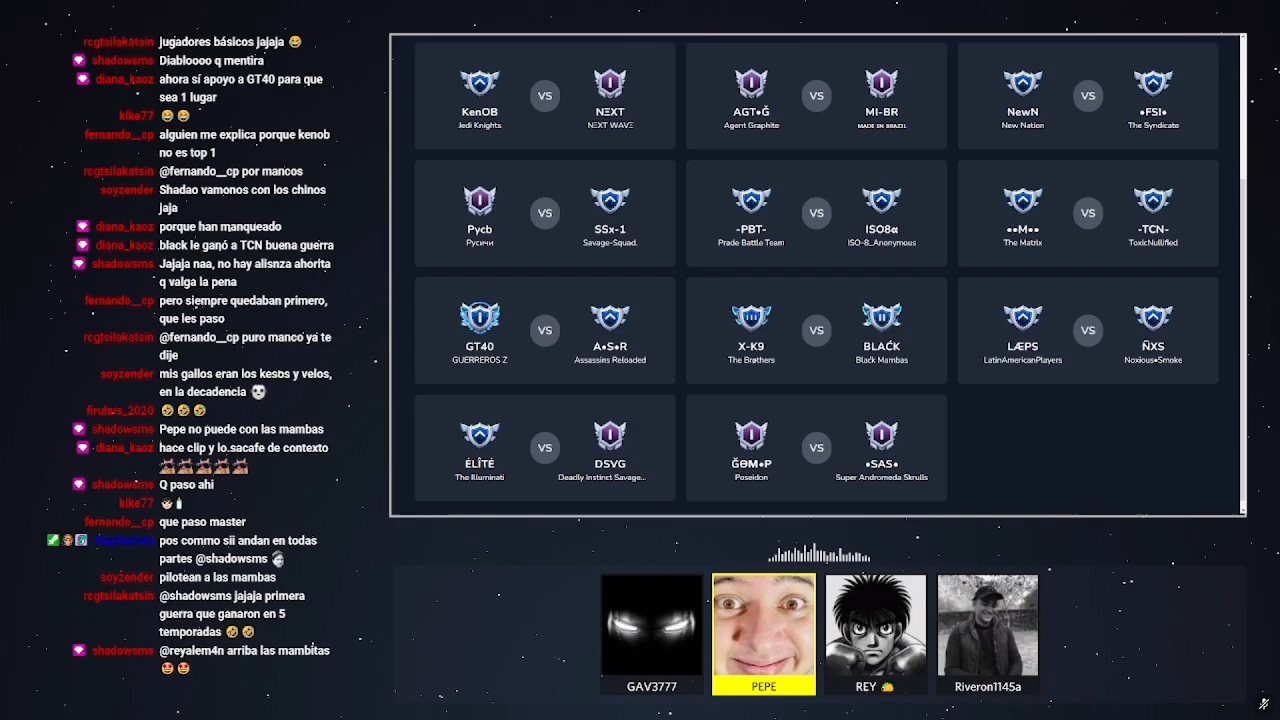 rcgtsilakatsin jugadores básicos jajaja 😂
shadowsms Diabloooo q mentira
diana_kaoz ahora sí apoyo a GT40 para que
sea 1 lugar
kike77 😂 😂
fernando__cp alguien me explica porque kenob
no es top 1
rcgtsilakatsin @fernando__cp por mancos
soyzender Shadao vamonos con los chinos
jaja
diana_kaoz porque han manqueado
diana_kaoz black le ganó a TCN buena guerra
shadowsms Jajaja naa, no hay alisnza ahorita
q valga la pena
fernando__cp pero siempre quedaban primero,
que les paso
rcgtsilakatsin @fernando__cp puro manco ya te
dije
soyzender mis gallos eran los kesos y velos,
en la decadencia
firulais_2020 🤣 🤣 🤣
shadowsms Pepe no puede con las mambas
diana_kaoz hace clip y lo.sacafe de contexto
shadowsms Q paso ahi
kike77
fernando__cp que paso master
pos commo sii andan en todas
partes @shadowsms
soyzender pilotean a las mambas
rcgtsilakatsin @shadowsms jajaja primera
guerra que ganaron en 5
temporadas 🤣 🤣
shadowsms @reyalem4n arriba las mambitas
🤩 🤩
KenOB VS NΞXT AGT•Ğ VS MI-BR NewN VS •FSI•
Jedi Knights NΞXT WAVΞ Agent Graphite MADE IN BRAZIL New Nation The Syndicate
Русь VS SSx-1 -PBT- VS ISO8α ••M•• VS -TCN-
Русичи Savage-Squad. Prade Battle Team ISO-8_Anonymous The Matrix ToxicNullified
GT40 VS A•S•R X-K9 VS BLAĆK LÆPS VS ÑXS
GUERREROS Z Assassins Reloaded The Brøthers Black Mambas LatinAmericanPlayers Noxious•Smoke
ÉLÎTÉ VS DSVG ĞΘM•P VS •SAS•
The Illuminati Deadly Instinct Savage... Poseidon Super Andromeda Skrulls
GAV3777 PEPE REY 🌮 Riveron1145a